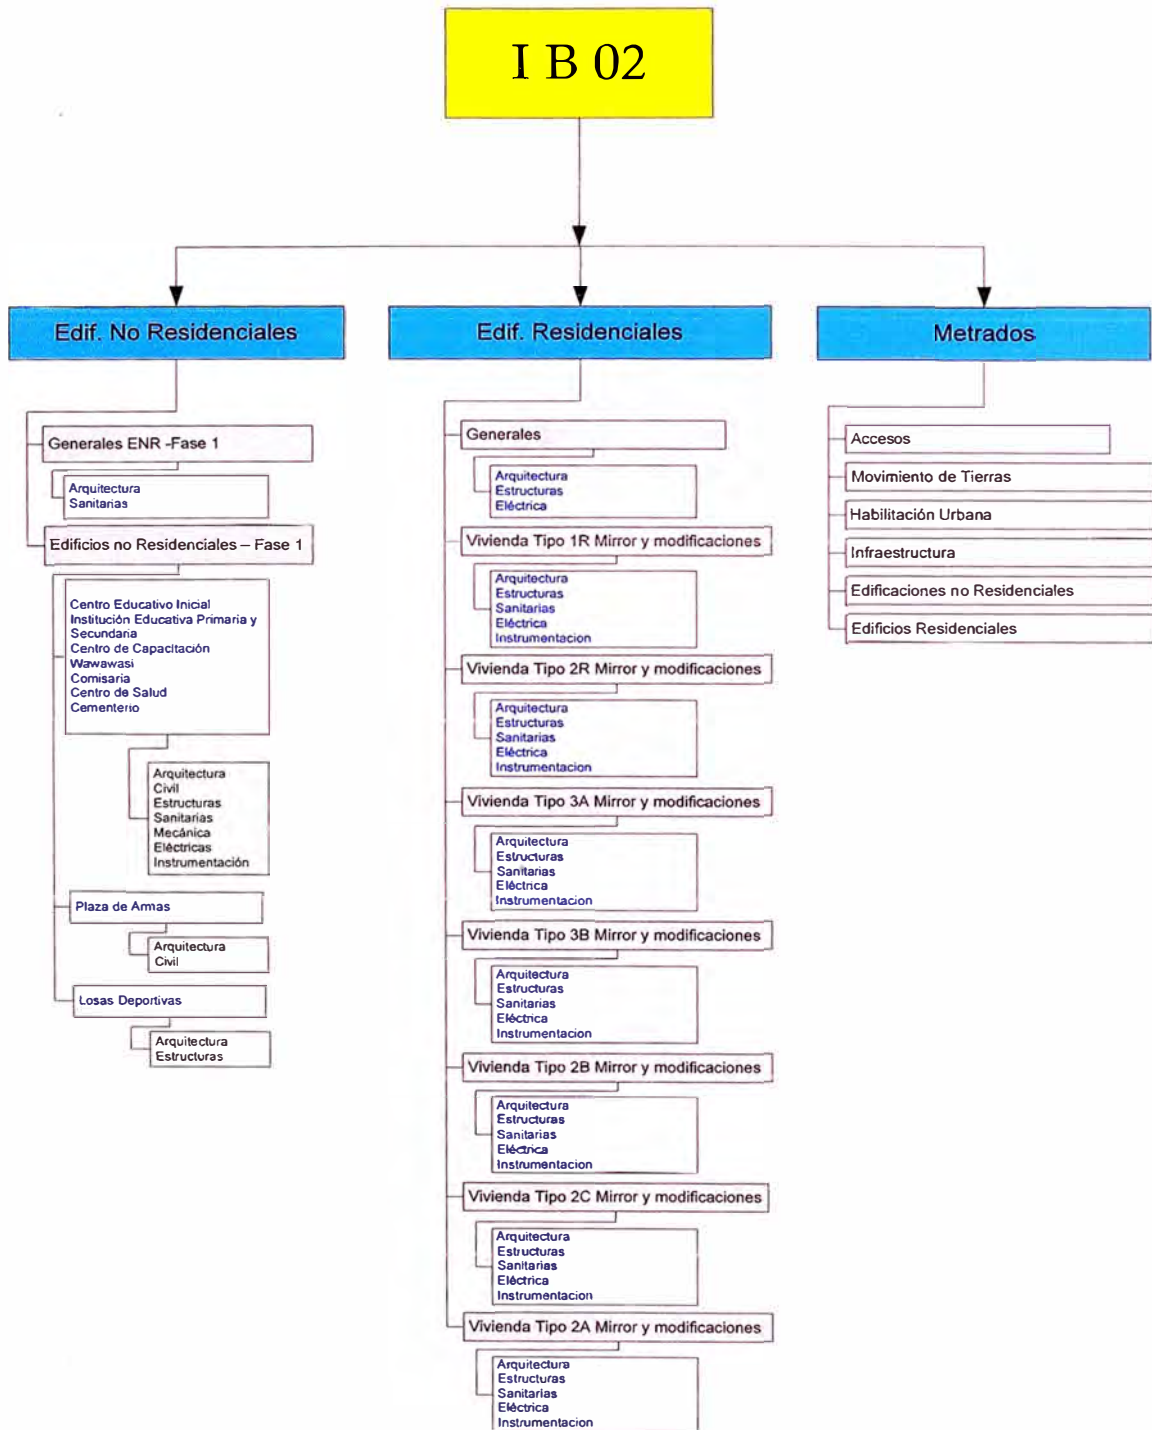 I B 02
Edif. No Residenciales
Generales ENR -Fase 1
Arquitectura
Sanitarias
Edificios no Residenciales – Fase 1
Centro Educativo Inicial
Institución Educativa Primaria y
Secundaria
Centro de Capacitación
Wawawasi
Comisaria
Centro de Salud
Cementerio
Arquitectura
Civil
Estructuras
Sanitarias
Mecánica
Eléctricas
Instrumentación
Plaza de Armas
Arquitectura
Civil
Losas Deportivas
Arquitectura
Estructuras
Edif. Residenciales
Generales
Arquitectura
Estructuras
Eléctrica
Vivienda Tipo 1R Mirror y modificaciones
Arquitectura
Estructuras
Sanitarias
Eléctrica
Instrumentacion
Vivienda Tipo 2R Mirror y modificaciones
Arquitectura
Estructuras
Sanitarias
Eléctrica
Instrumentacion
Vivienda Tipo 3A Mirror y modificaciones
Arquitectura
Estructuras
Sanitarias
Eléctrica
Instrumentacion
Vivienda Tipo 3B Mirror y modificaciones
Arquitectura
Estructuras
Sanitarias
Eléctrica
Instrumentacion
Vivienda Tipo 2B Mirror y modificaciones
Arquitectura
Estructuras
Sanitarias
Eléctrica
Instrumentacion
Vivienda Tipo 2C Mirror y modificaciones
Arquitectura
Estructuras
Sanitarias
Eléctrica
Instrumentacion
Vivienda Tipo 2A Mirror y modificaciones
Arquitectura
Estructuras
Sanitarias
Eléctrica
Instrumentacion
Metrados
Accesos
Movimiento de Tierras
Habilitación Urbana
Infraestructura
Edificaciones no Residenciales
Edificios Residenciales